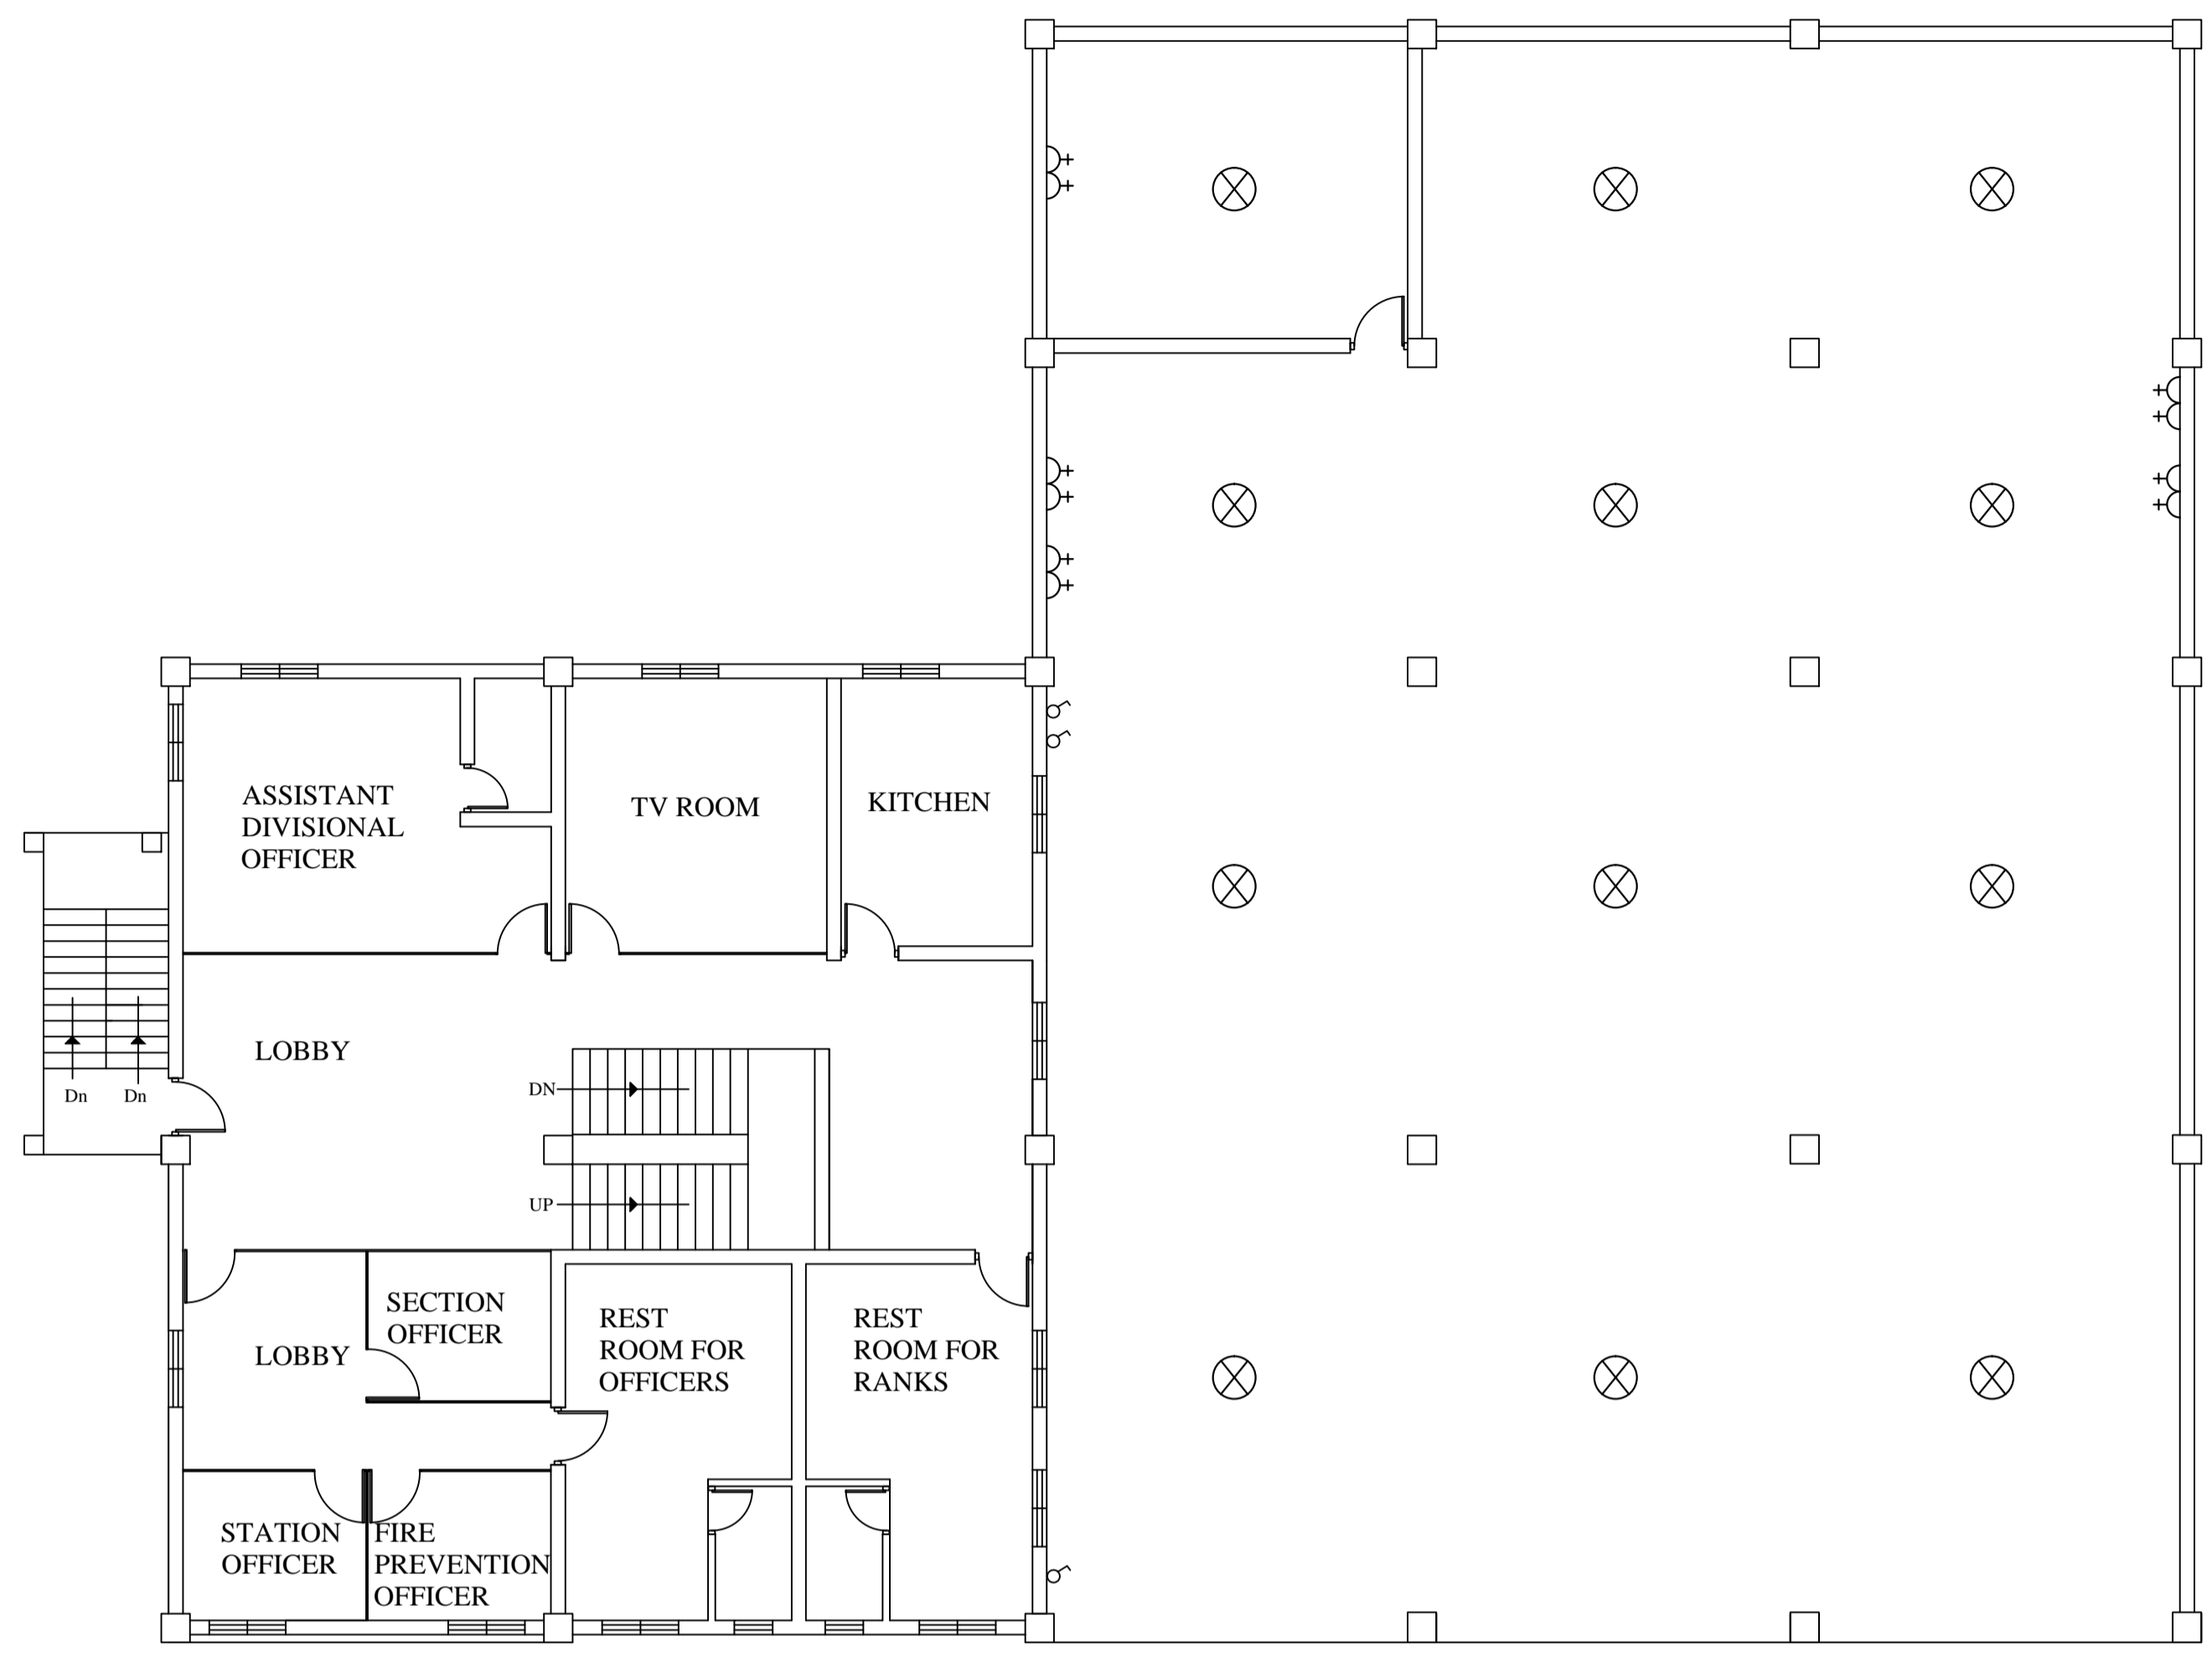 ASSISTANT
DIVISIONAL
OFFICER
TV ROOM
KITCHEN
LOBBY
Dn
Dn
DN
UP
SECTION
OFFICER
LOBBY
REST
ROOM FOR
OFFICERS
REST
ROOM FOR
RANKS
STATION
OFFICER
FIRE
PREVENTION
OFFICER